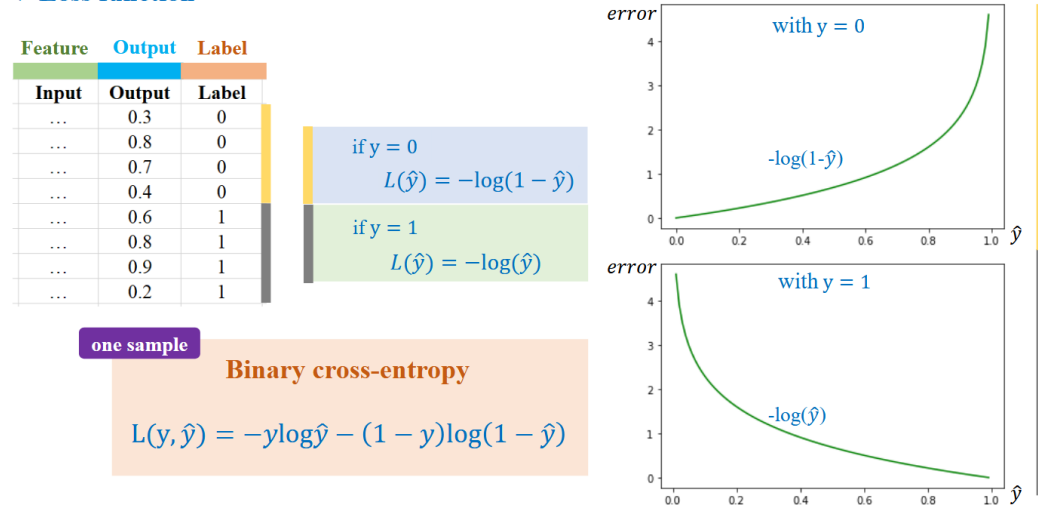 Feature Output Label
Input Output Label
... 0.3 0
... 0.8 0
... 0.7 0
... 0.4 0
... 0.6 1
... 0.8 1
... 0.9 1
... 0.2 1
if y = 0
L(ŷ) = −log(1 − ŷ)
if y = 1
L(ŷ) = −log(ŷ)
one sample
Binary cross-entropy
L(y, ŷ) = −ylogŷ − (1 − y)log(1 − ŷ)
error
with y = 0
4
3
2
1
0
-log(1-ŷ)
0.0 0.2 0.4 0.6 0.8 1.0 ŷ
error
with y = 1
4
3
2
1
0
-log(ŷ)
0.0 0.2 0.4 0.6 0.8 1.0 ŷ